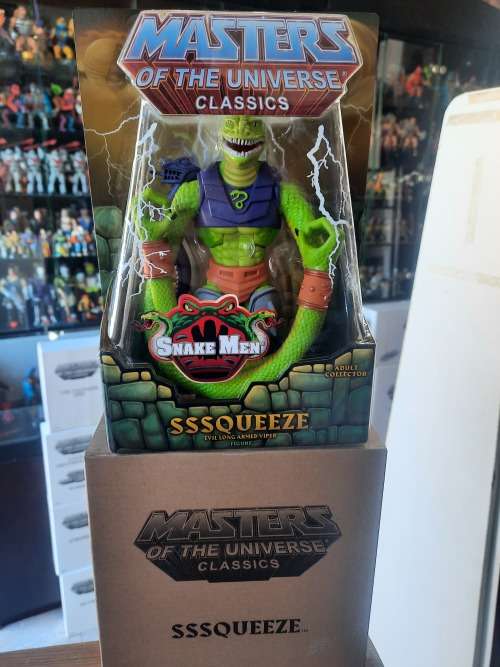 MASTERS
OF THE UNIVERSE
CLASSICS
SNAKE MEN
ADULT
COLLECTOR
SSSQUEEZE
EVIL LONG ARMED VIPER
FIGURE
MASTERS
OF THE UNIVERSE
CLASSICS
SSSQUEEZE